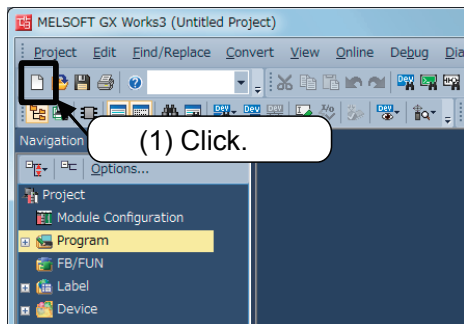 MELSOFT GX Works3 (Untitled Project)
Project Edit Find/Replace Convert View Online Debug Dia
(1) Click.
Navigation
Options...
Project
Module Configuration
Program
FB/FUN
Label
Device